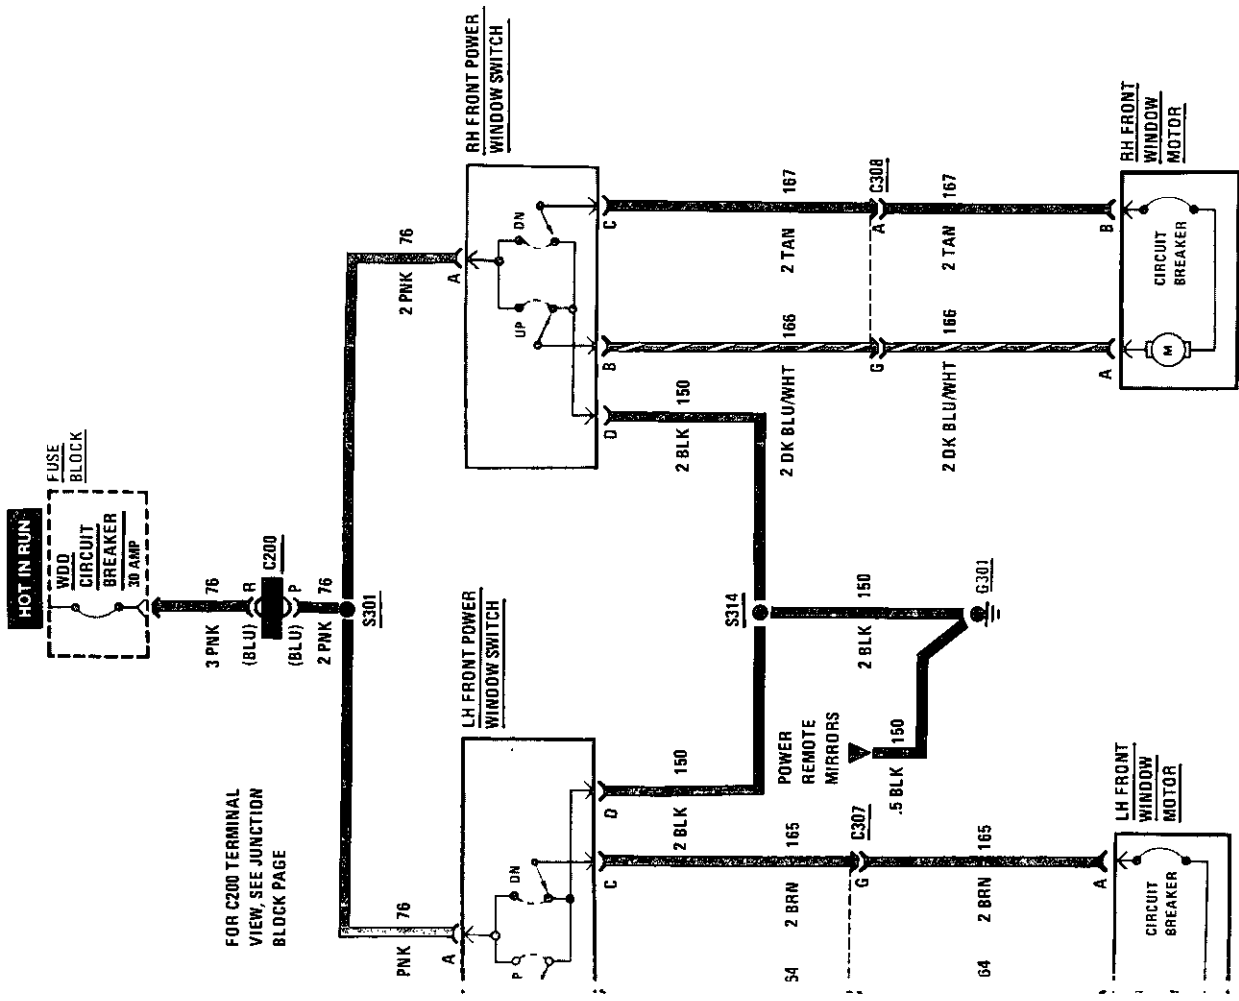 HOT IN RUN
FUSE
BLOCK
WDO
CIRCUIT
BREAKER
30 AMP
3 PNK
76
(BLU)
R
C200
(BLU)
P
2 PNK
76
S301
FOR C200 TERMINAL
VIEW, SEE JUNCTION
BLOCK PAGE
PNK
76
A
2 PNK
76
A
LH FRONT POWER
WINDOW SWITCH
P
DN
C
D
RH FRONT POWER
WINDOW SWITCH
UP
DN
D
B
C
2 BLK
150
2 BLK
150
S314
2 BLK
150
G301
POWER
REMOTE
MIRRORS
.5 BLK
150
2 DK BLU/WHT
166
2 TAN
167
G
A
C308
2 DK BLU/WHT
166
2 TAN
167
A
B
RH FRONT
WINDOW
MOTOR
M
CIRCUIT
BREAKER
64
2 BRN
165
G
C307
64
2 BRN
165
A
LH FRONT
WINDOW
MOTOR
CIRCUIT
BREAKER